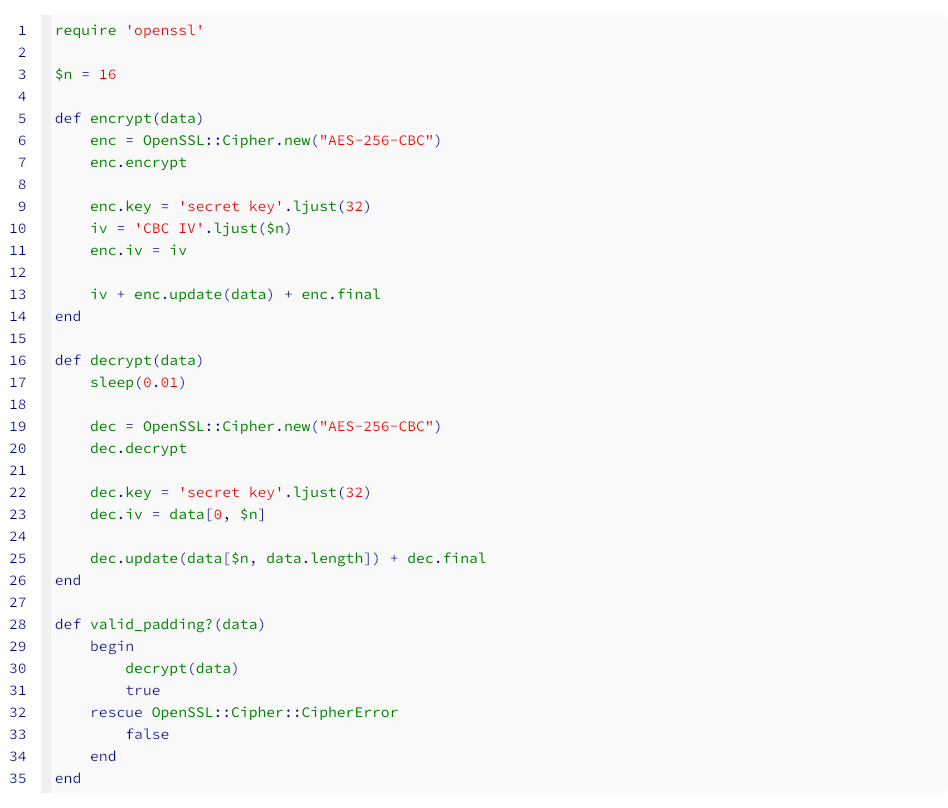 1 require 'openssl'
2
3 $n = 16
4
5 def encrypt(data)
6     enc = OpenSSL::Cipher.new("AES-256-CBC")
7     enc.encrypt
8
9     enc.key = 'secret key'.ljust(32)
10     iv = 'CBC IV'.ljust($n)
11     enc.iv = iv
12
13     iv + enc.update(data) + enc.final
14 end
15
16 def decrypt(data)
17     sleep(0.01)
18
19     dec = OpenSSL::Cipher.new("AES-256-CBC")
20     dec.decrypt
21
22     dec.key = 'secret key'.ljust(32)
23     dec.iv = data[0, $n]
24
25     dec.update(data[$n, data.length]) + dec.final
26 end
27
28 def valid_padding?(data)
29     begin
30         decrypt(data)
31         true
32     rescue OpenSSL::Cipher::CipherError
33         false
34     end
35 end